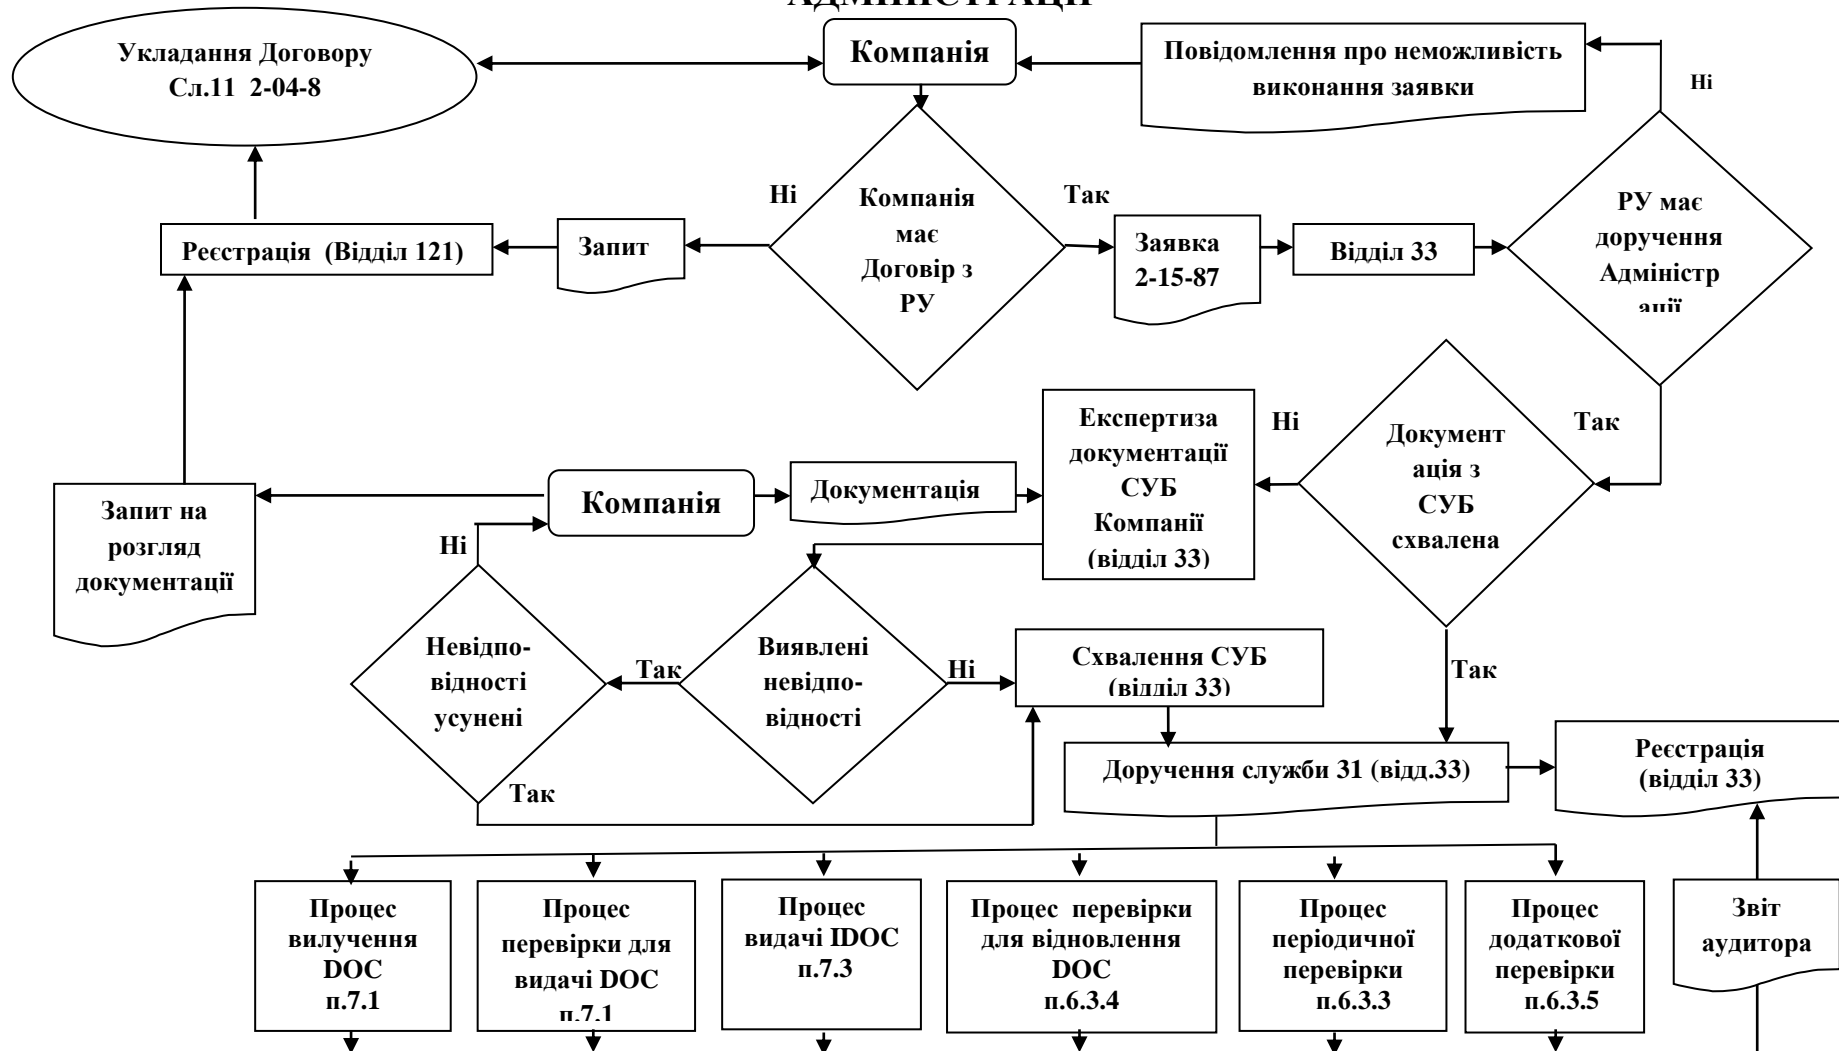 АДМІНІСТРАЦІЇ
Укладання Договору
Сл.11 2-04-8
Компанія
Повідомлення про неможливість
виконання заявки
Ні
Ні
Компанія
має
Договір з
РУ
Так
РУ має
доручення
Адміністр
ації
Реєстрація (Відділ 121)
Запит
Заявка
2-15-87
Відділ 33
Запит на
розгляд
документації
Компанія
Документація
Експертиза
документації
СУБ
Компанії
(відділ 33)
Ні
Документ
ація з
СУБ
схвалена
Так
Ні
Невідпо-
відності
усунені
Так
Виявлені
невідпо-
відності
Ні
Схвалення СУБ
(відділ 33)
Так
Так
Доручення служби 31 (відд.33)
Реєстрація
(відділ 33)
Процес
вилучення
DOC
п.7.1
Процес
перевірки для
видачі DOC
п.7.1
Процес
видачі IDOC
п.7.3
Процес перевірки
для відновлення
DOC
п.6.3.4
Процес
періодичної
перевірки
п.6.3.3
Процес
додаткової
перевірки
п.6.3.5
Звіт
аудитора